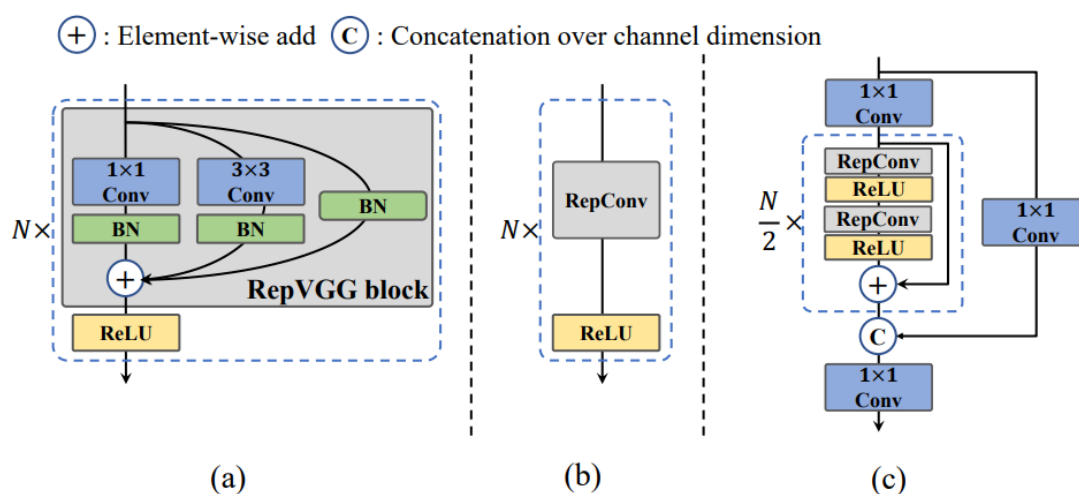 + : Element-wise add C : Concatenation over channel dimension
N×
1×1
Conv
3×3
Conv
BN
BN
BN
+
RepVGG block
ReLU
(a)
N×
RepConv
ReLU
(b)
1×1
Conv
N/2 ×
RepConv
ReLU
RepConv
ReLU
+
1×1
Conv
C
1×1
Conv
(c)